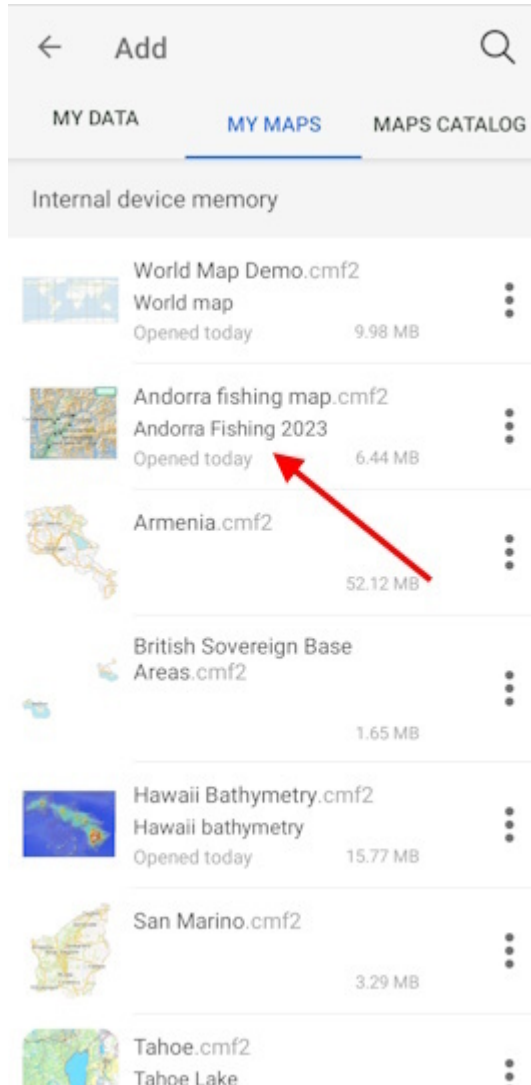 Add
MY DATA MY MAPS MAPS CATALOG
Internal device memory
World Map Demo.cmf2
World map
Opened today 9.98 MB
Andorra fishing map.cmf2
Andorra Fishing 2023
Opened today 6.44 MB
Armenia.cmf2
52.12 MB
British Sovereign Base
Areas.cmf2
1.65 MB
Hawaii Bathymetry.cmf2
Hawaii bathymetry
Opened today 15.77 MB
San Marino.cmf2
3.29 MB
Tahoe.cmf2
Tahoe Lake